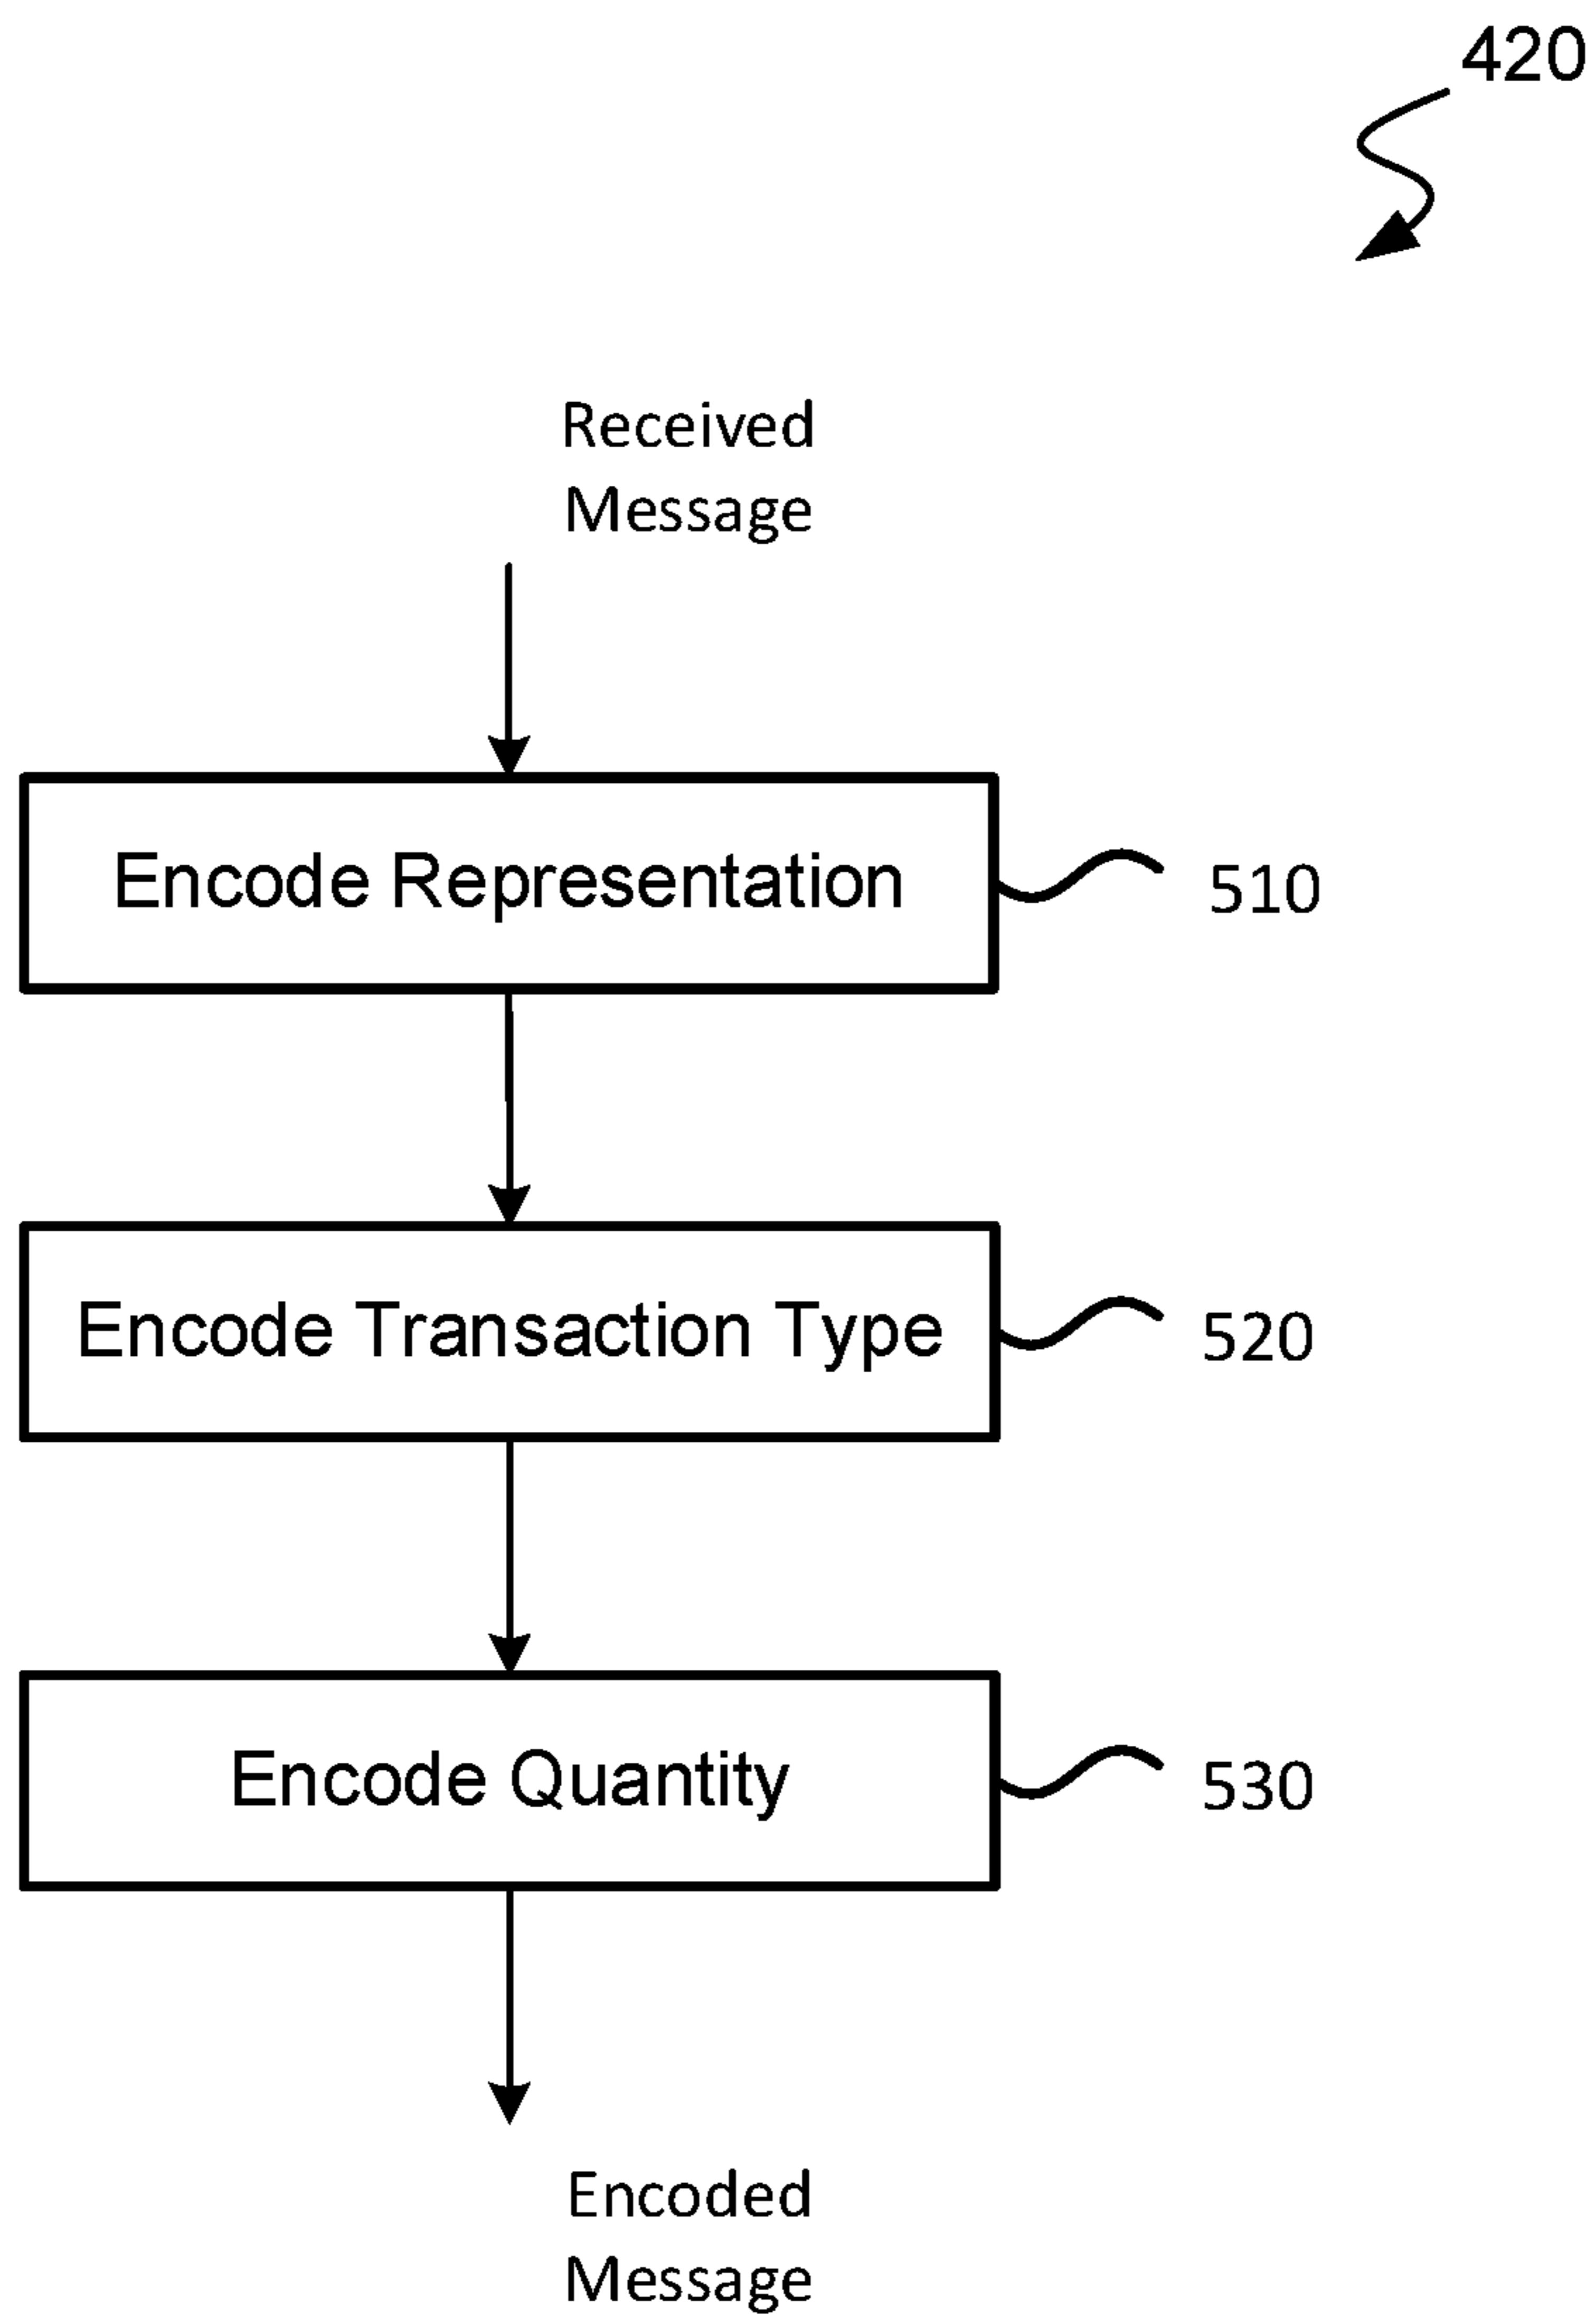 420
Received
Message
Encode Representation
510
Encode Transaction Type
520
Encode Quantity
530
Encoded
Message